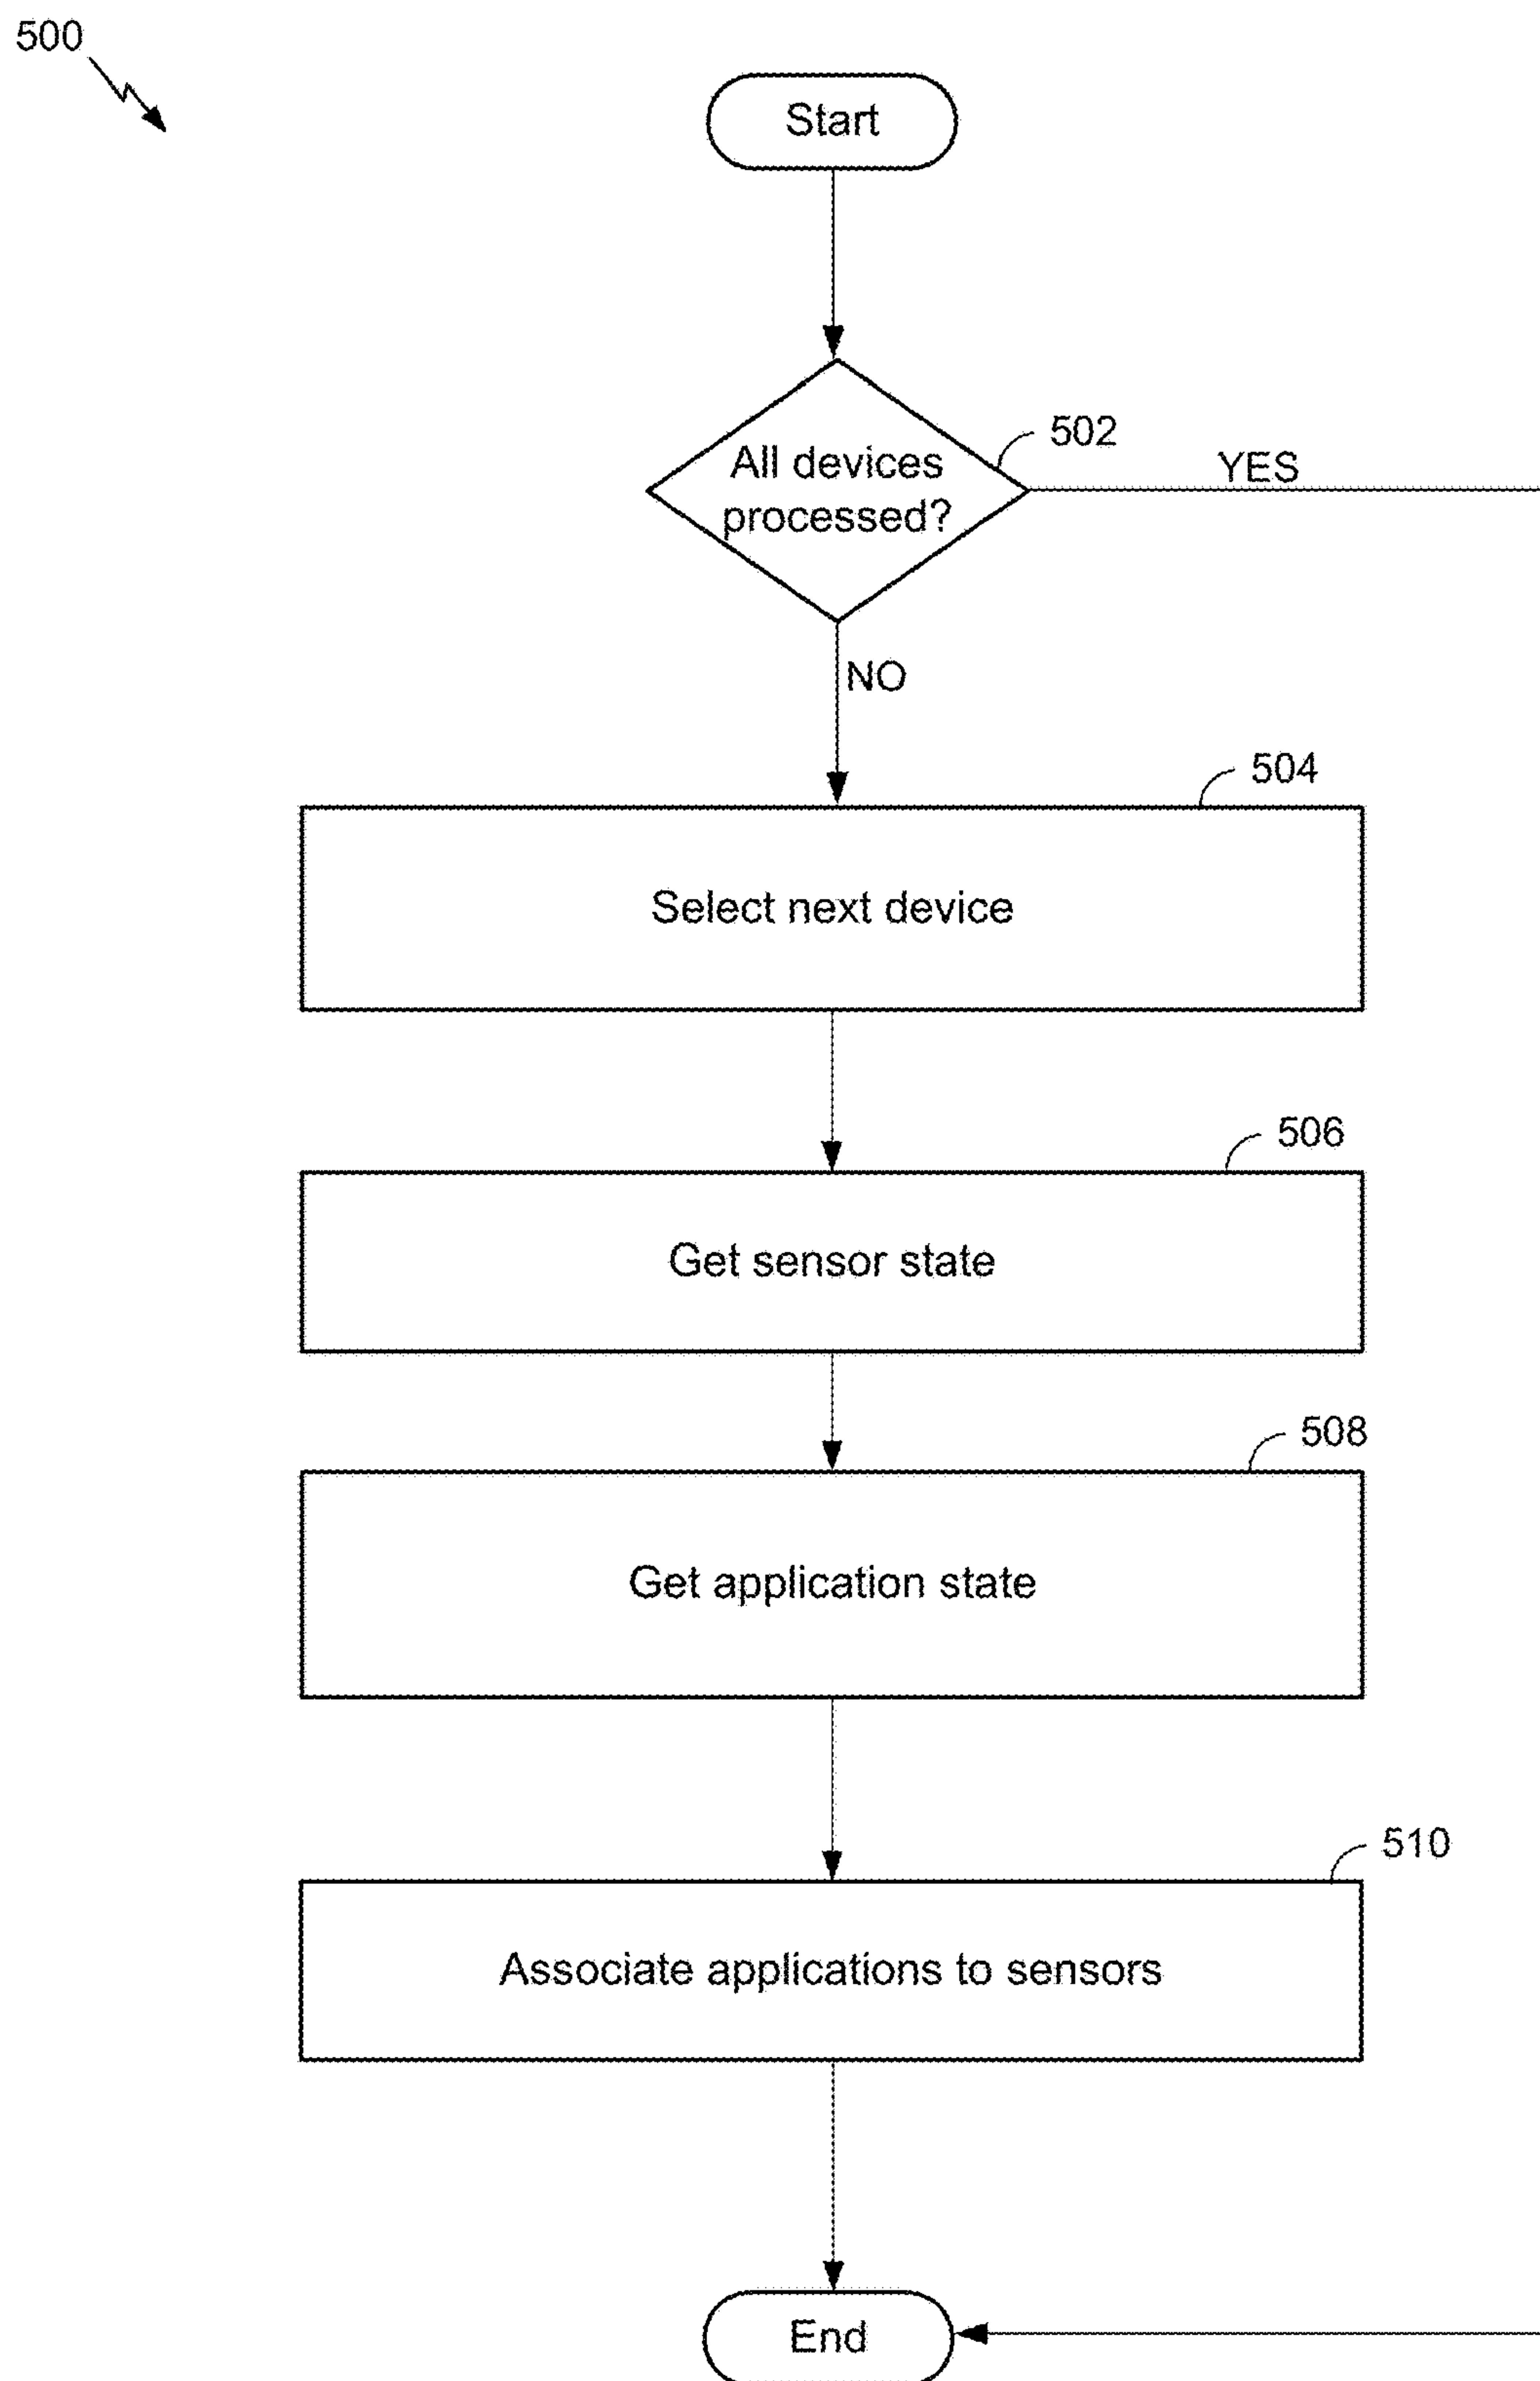 500
Start
502
All devices
processed?
YES
NO
504
Select next device
506
Get sensor state
508
Get application state
510
Associate applications to sensors
End